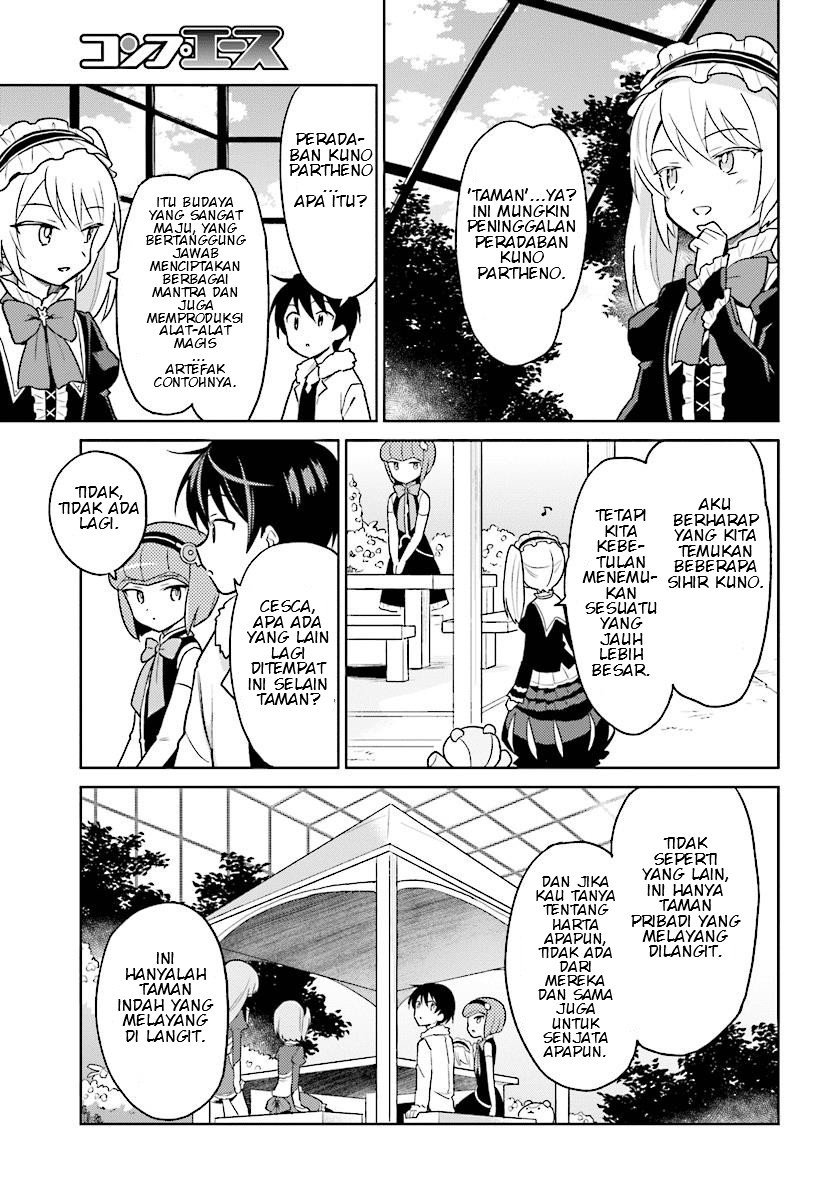 コンプエース
'TAMAN'...YA?
INI MUNGKIN
PENINGGALAN
PERADABAN
KUNO
PARTHENO.
PERADA-
BAN KUNO
PARTHENO
...
APA ITU?
ITU BUDAYA
YANG SANGAT
MAJU, YANG
BERTANGGUNG
JAWAB
MENCIPTAKAN
BERBAGAI
MANTRA DAN
JUGA
MEMPRODUKSI
ALAT-ALAT
MAGIS
...
ARTEFAK
CONTOHNYA.
AKU
BERHARAP
YANG KITA
TEMUKAN
BEBERAPA
SIHIR KUNO.
TETAPI
KITA
KEBE-
TULAN
MENEMU-
KAN
SESUATU
YANG
JAUH
LEBIH
BESAR.
CESCA,
APA ADA
YANG LAIN
LAGI
DITEMPAT
INI SELAIN
TAMAN?
TIDAK,
TIDAK ADA
LAGI.
TIDAK
SEPERTI
YANG LAIN,
INI HANYA
TAMAN
PRIBADI YANG
MELAYANG
DILANGIT.
DAN JIKA
KAU TANYA
TENTANG
HARTA
APAPUN,
TIDAK ADA
DARI
MEREKA
DAN SAMA
JUGA
UNTUK
SENJATA
APAPUN.
INI
HANYALAH
TAMAN
INDAH YANG
MELAYANG
DI LANGIT.